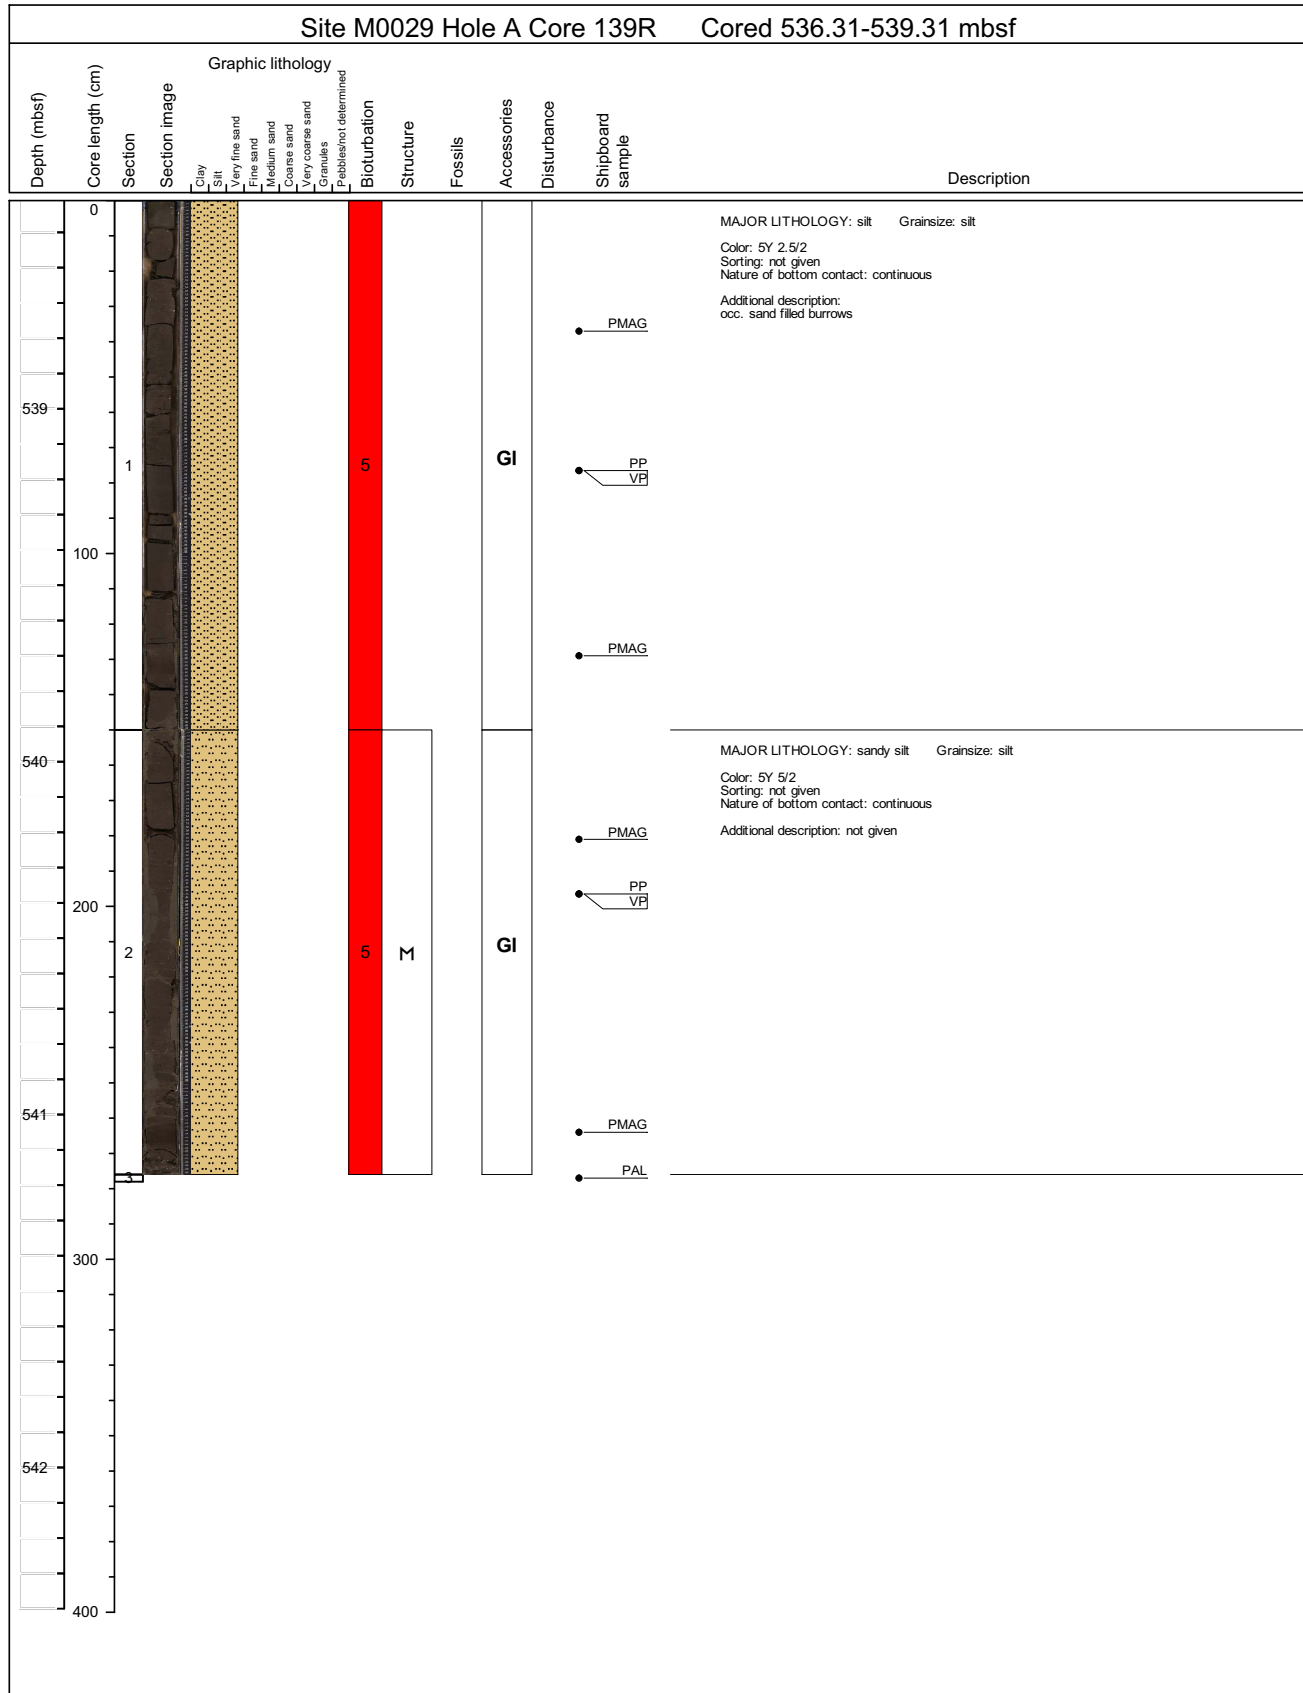 Site M0029 Hole A Core 139R Cored 536.31-539.31 mbsf
Graphic lithology
Depth (mbsf)
Core length (cm)
Section
Section image
Clay
Silt
Very fine sand
Fine sand
Medium sand
Coarse sand
Very coarse sand
Granules
Pebbles/not determined
Bioturbation
Structure
Fossils
Accessories
Disturbance
Shipboard
sample
Description
0
MAJOR LITHOLOGY: silt Grainsize: silt
Color: 5Y 2.5/2
Sorting: not given
Nature of bottom contact: continuous
Additional description:
occ. sand filled burrows
PMAG
539
1
5
Gl
PP
VP
100
PMAG
MAJOR LITHOLOGY: sandy silt Grainsize: silt
540
Color: 5Y 5/2
Sorting: not given
Nature of bottom contact: continuous
Additional description: not given
PMAG
PP
VP
200
2
5
M
Gl
541
PMAG
PAL
3
300
542
400